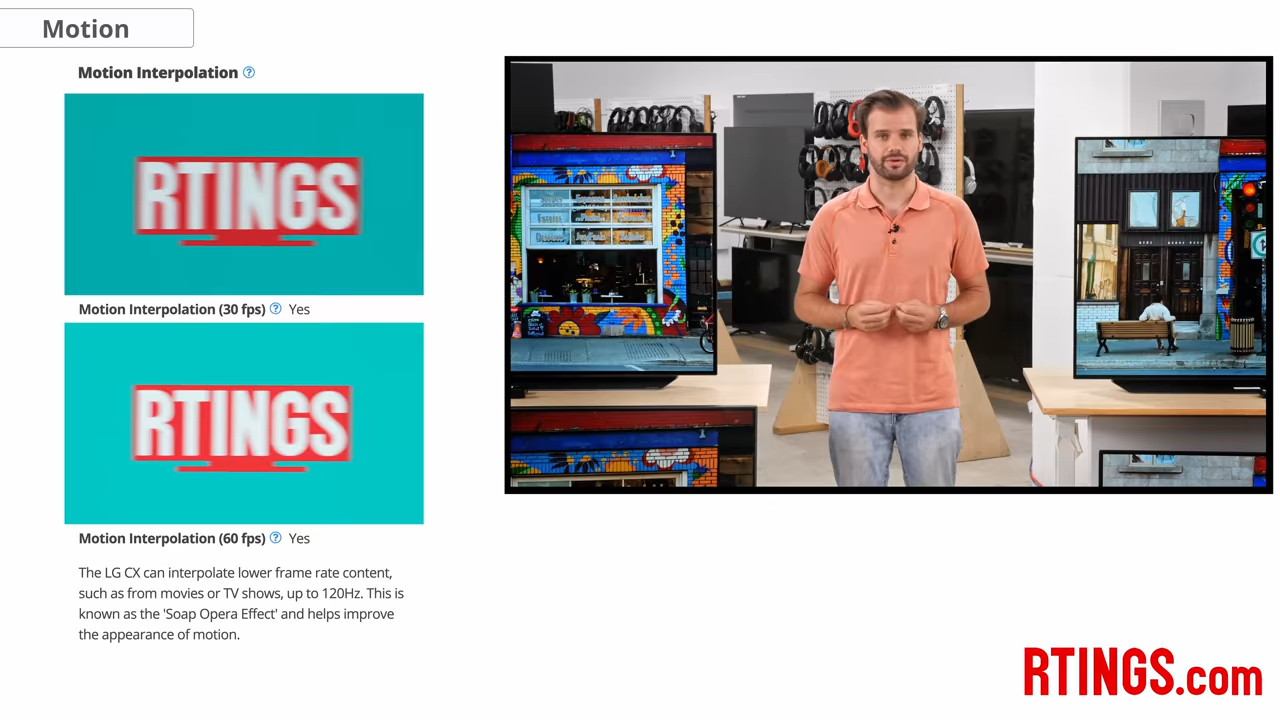 Motion
Motion Interpolation ?
RTINGS
Motion Interpolation (30 fps) ? Yes
RTINGS
Motion Interpolation (60 fps) ? Yes
The LG CX can interpolate lower frame rate content,
such as from movies or TV shows, up to 120Hz. This is
known as the 'Soap Opera Effect' and helps improve
the appearance of motion.
RTINGS.com